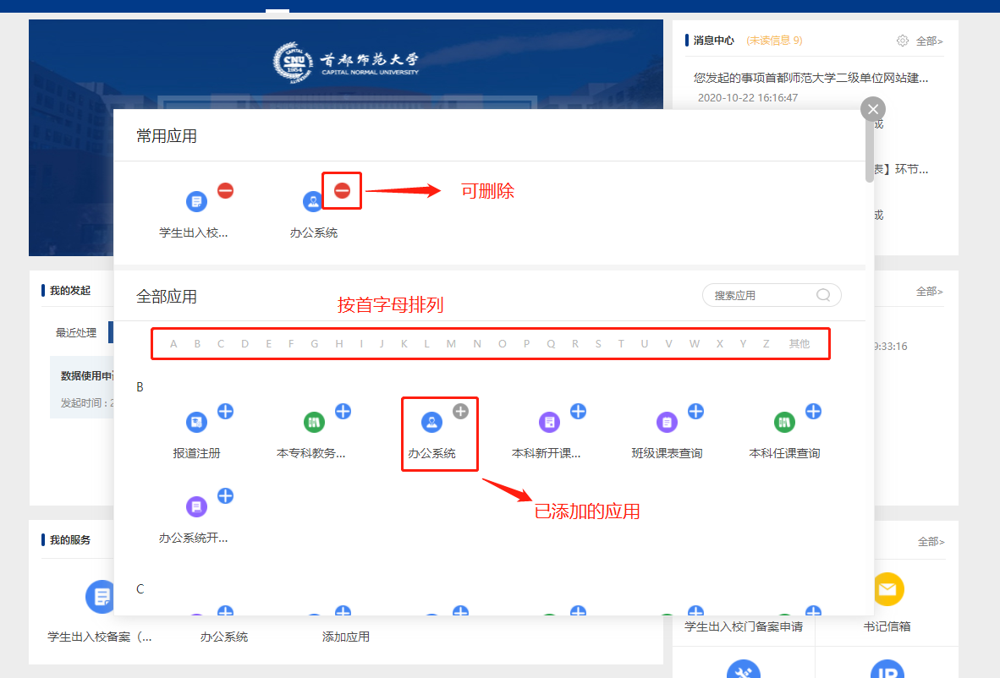 首都师范大学
CAPITAL NORMAL UNIVERSITY
CAPITAL
CNU
1954
消息中心
(未读信息 9)
全部>
您发起的事项首都师范大学二级单位网站建...
2020-10-22 16:16:47
成
表】环节...
成
常用应用
可删除
学生出入校...
办公系统
我的发起
全部>
全部应用
按首字母排列
搜索应用
最近处理
A B C D E F G H I J K L M N O P Q R S T U V W X Y Z 其他
9:33:16
数据使用申
发起时间 : 2
B
报道注册
本专科教务...
办公系统
本科新开课...
班级课表查询
本科任课查询
已添加的应用
办公系统开...
我的服务
全部>
C
学生出入校备案（...
办公系统
添加应用
学生出入校门备案申请
书记信箱